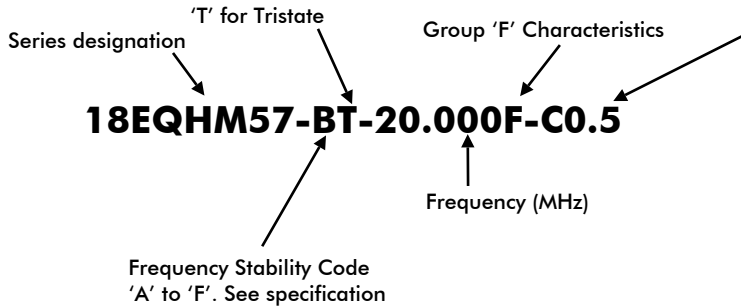 'T' for Tristate
Series designation
Group 'F' Characteristics
18EQHM57-BT-20.000F-C0.5
Frequency (MHz)
Frequency Stability Code
'A' to 'F'. See specification